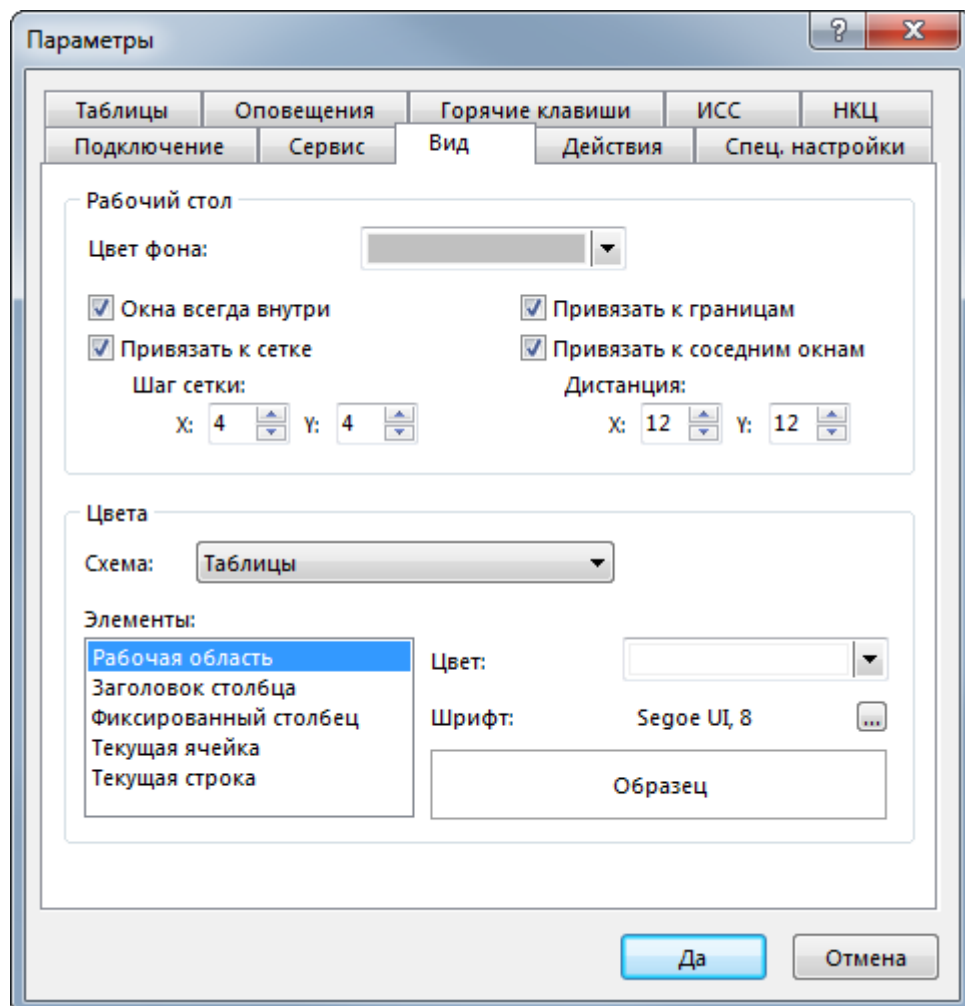 Параметры
Таблицы Оповещения Горячие клавиши ИСС НКЦ
Подключение Сервис Вид Действия Спец. настройки
Рабочий стол
Цвет фона:
Окна всегда внутри Привязать к границам
Привязать к сетке Привязать к соседним окнам
Шаг сетки: Дистанция:
X: 4 Y: 4 X: 12 Y: 12
Цвета
Схема: Таблицы
Элементы:
Рабочая область Цвет:
Заголовок столбца
Фиксированный столбец Шрифт: Segoe UI, 8 ...
Текущая ячейка
Текущая строка Образец
Да Отмена